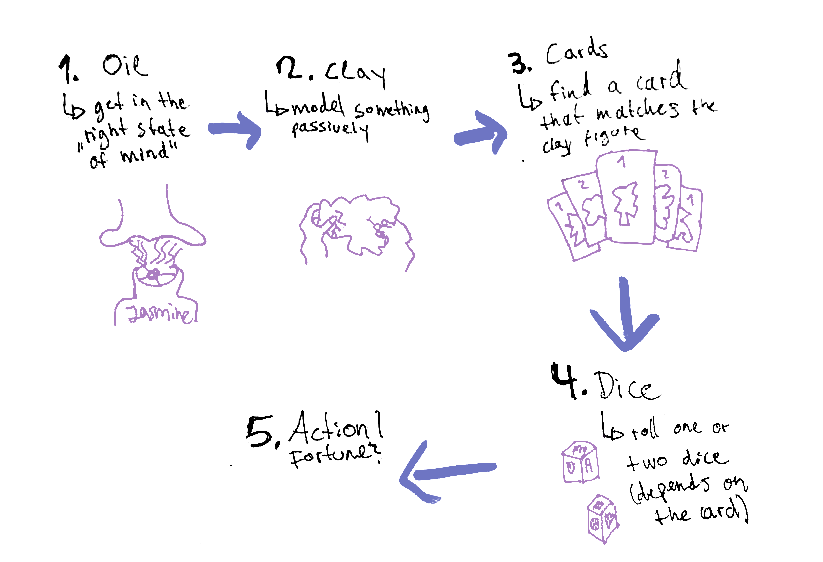 1. Oil
↳ get in the
"right state
of mind"
Jasmine
2. Clay
↳ model something
passively
3. Cards
↳ find a card
that matches the
clay figure
1
2
1
2
1
4. Dice
↳ roll one or
two dice
(depends on
the card)
5. Action!
Fortune?